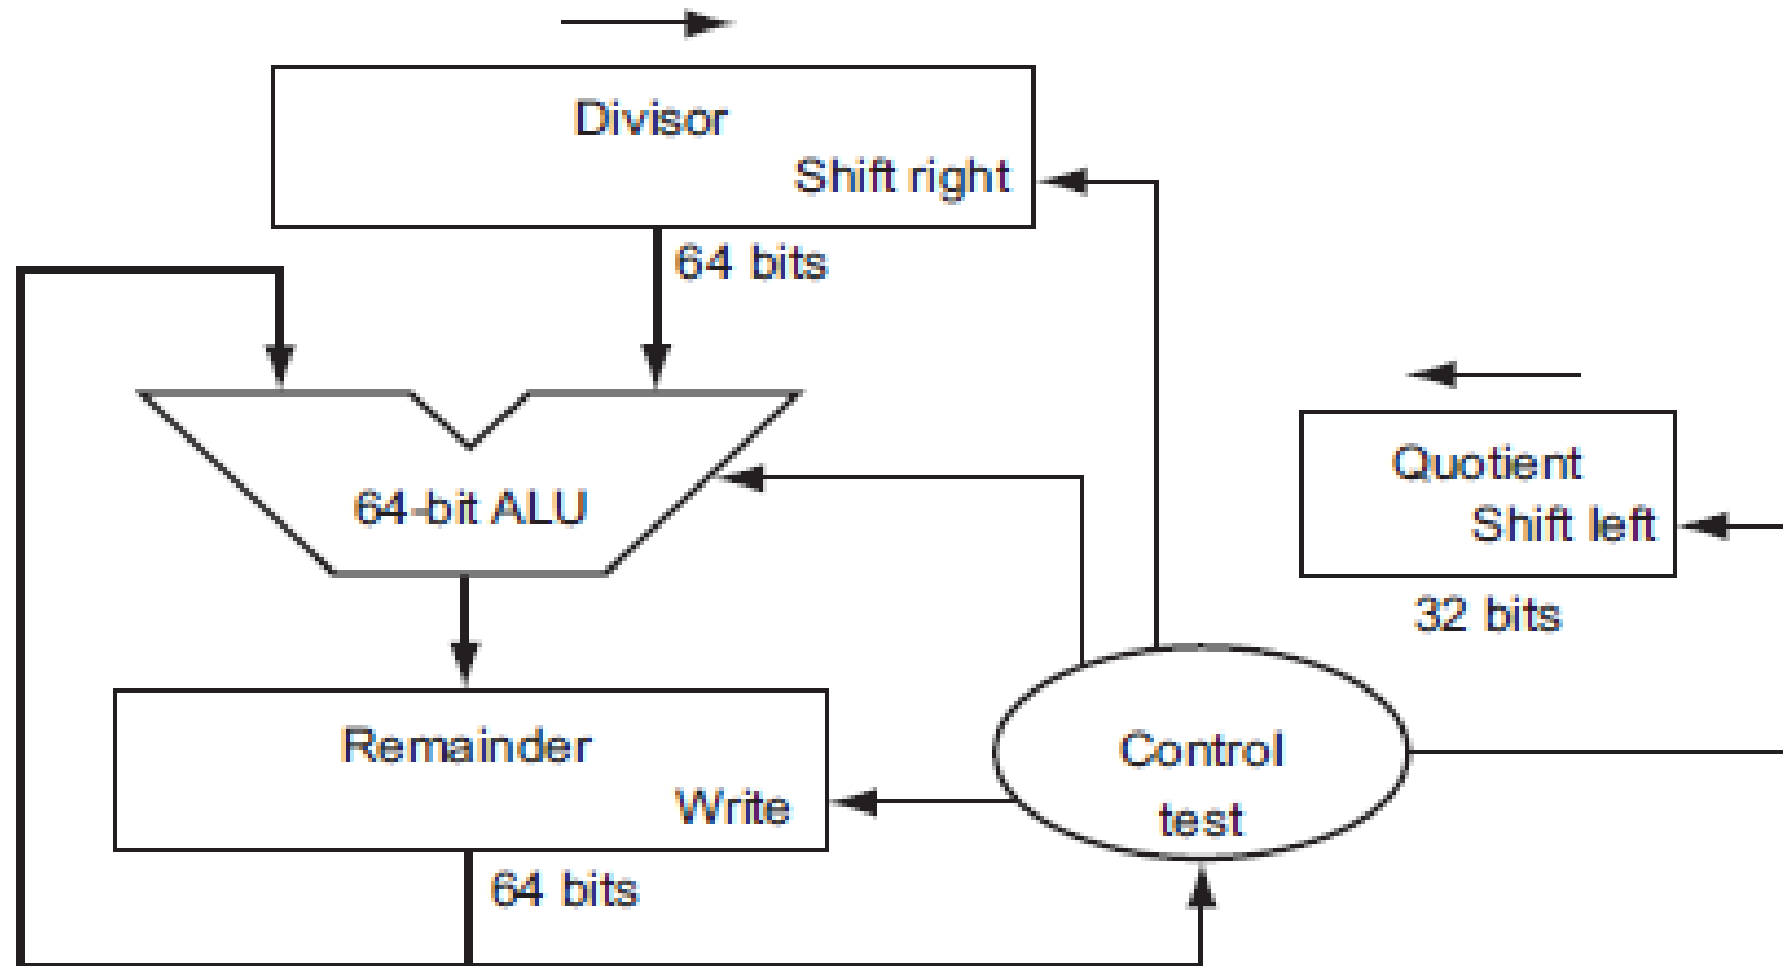 Divisor
Shift right
64 bits
64-bit ALU
Quotient
Shift left
32 bits
Remainder
Write
64 bits
Control
test